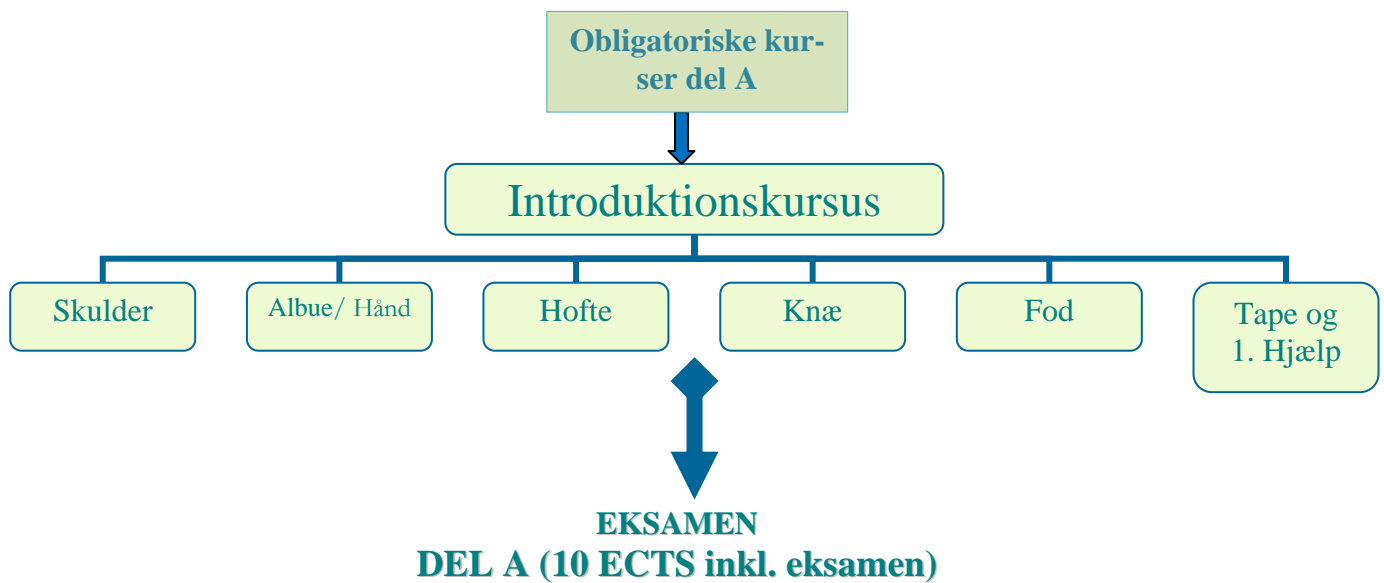 Obligatoriske kur-
ser del A
Introduktionskursus
Skulder
Albue/ Hånd
Hofte
Knæ
Fod
Tape og
1. Hjælp
EKSAMEN
DEL A (10 ECTS inkl. eksamen)